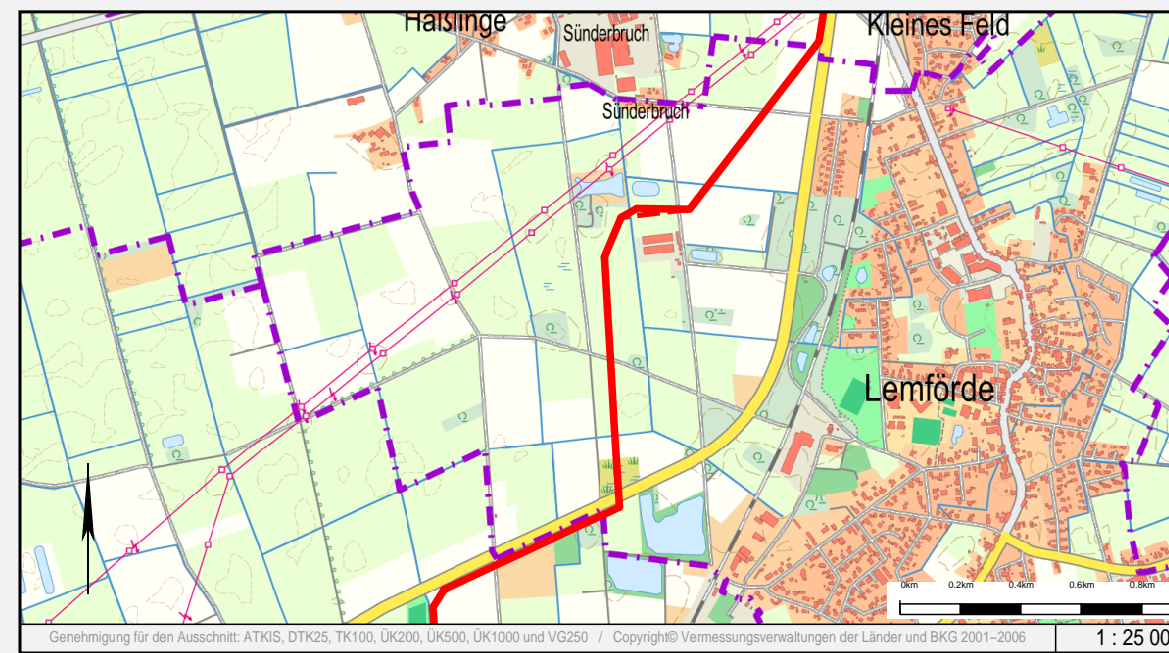 Haßlinge
Sünderbruch
Kleines Feld
Sünderbruch
Lemförde
0km 0.2km 0.4km 0.6km 0.8km
Genehmigung für den Ausschnitt: ATKIS, DTK25, TK100, ÜK200, ÜK500, ÜK1000 und VG250 / Copyright© Vermessungsverwaltungen der Länder und BKG 2001–2006
1 : 25 00